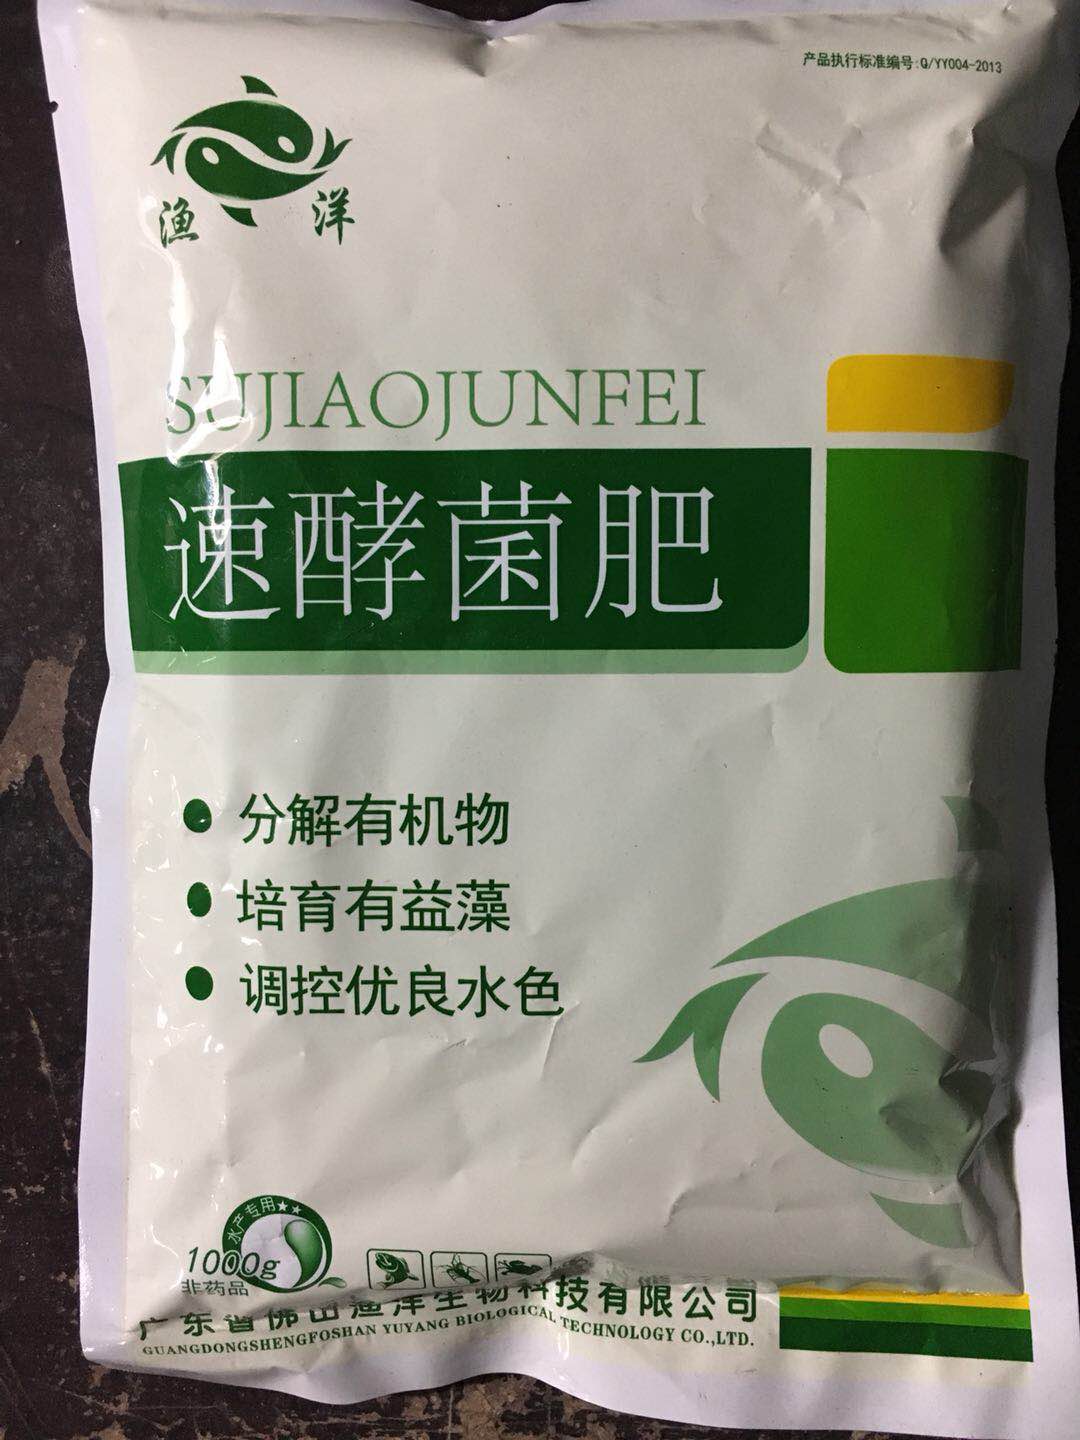 产品执行标准编号:Q/YY004-2013
渔洋
SUJIAOJUNFEI
速酵菌肥
分解有机物
培育有益藻
调控优良水色
水产专用★★
1000g
非药品
广东省佛山渔洋生物科技有限公司
GUANGDONGSHENGFOSHAN YUYANG BIOLOGICAL TECHNOLOGY CO.,LTD.